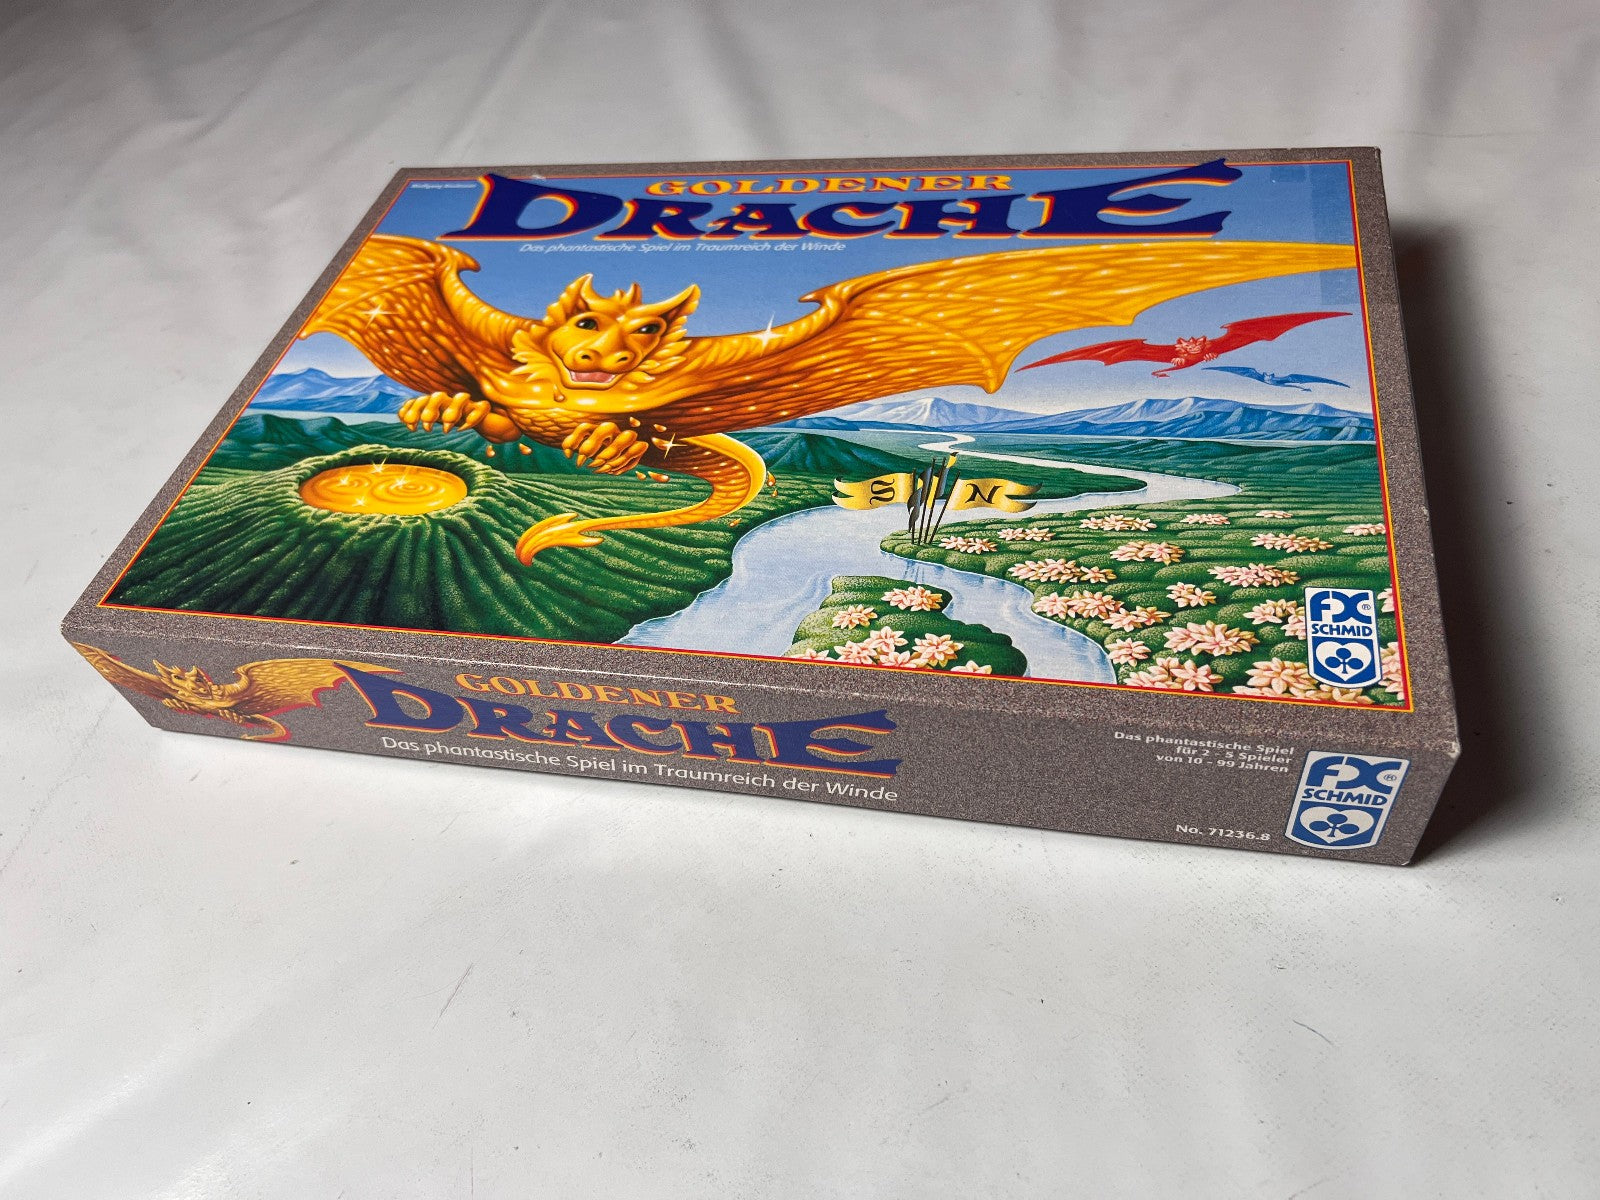 GOLDENER
DRACHE
Das phantastische Spiel im Traumreich der Winde
W
N
FX®
SCHMID
GOLDENER
DRACHE
Das phantastische Spiel im Traumreich der Winde
Das phantastische Spiel
für 2 - 5 Spieler
von 10 - 99 Jahren
No. 71236.8
FX®
SCHMID